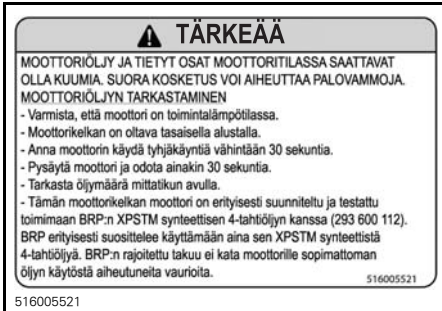 TÄRKEÄÄ
MOOTTORIÖLJY JA TIETYT OSAT MOOTTORITILASSA SAATTAVAT
OLLA KUUMIA. SUORA KOSKETUS VOI AIHEUTTAA PALOVAMMOJA.
MOOTTORIÖLJYN TARKASTAMINEN
- Varmista, että moottori on toimintalämpötilassa.
- Moottorikelkan on oltava tasaisella alustalla.
- Anna moottorin käydä tyhjäkäyntiä vähintään 30 sekuntia.
- Pysäytä moottori ja odota ainakin 30 sekuntia.
- Tarkasta öljymäärä mittatikun avulla.
- Tämän moottorikelkan moottori on erityisesti suunniteltu ja testattu
toimimaan BRP:n XPSTM synteettisen 4-tahtiöljyn kanssa (293 600 112).
BRP erityisesti suosittelee käyttämään aina sen XPSTM synteettistä
4-tahtiöljyä. BRP:n rajoitettu takuu ei kata moottorille sopimattoman
öljyn käytöstä aiheutuneita vaurioita.
516005521
516005521